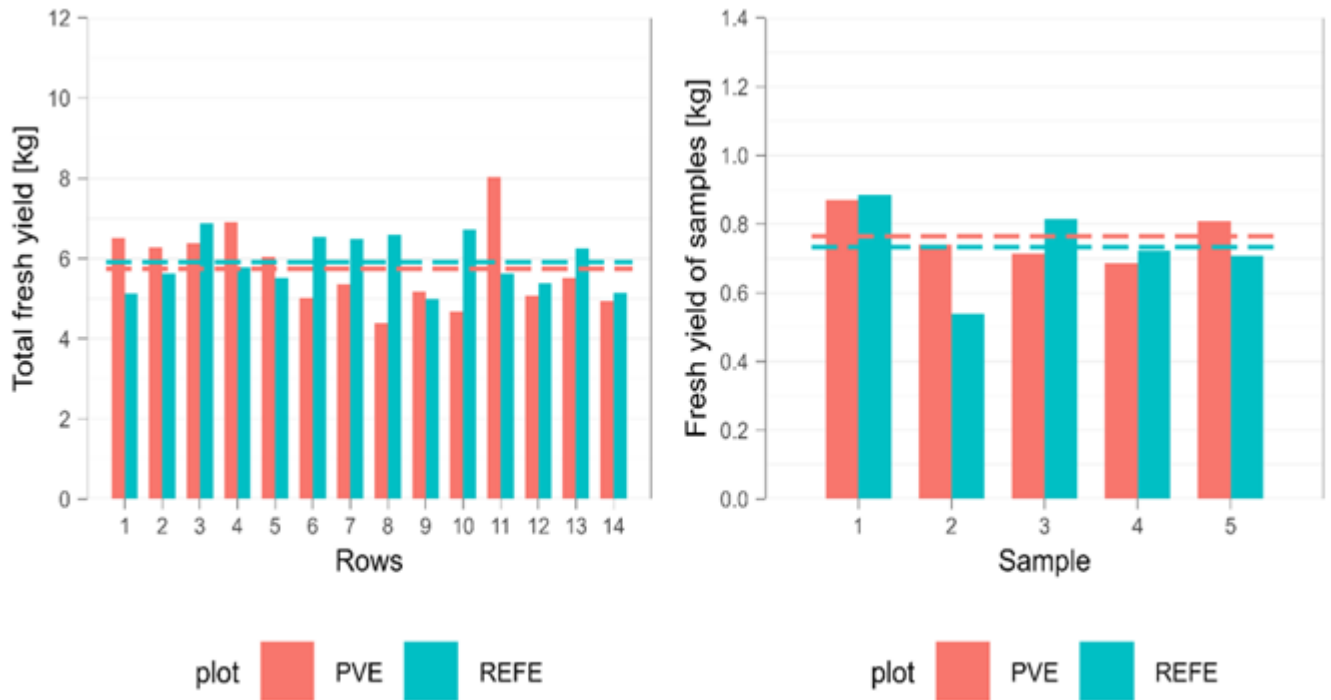 Total fresh yield [kg]
12
10
8
6
4
2
0
1 2 3 4 5 6 7 8 9 10 11 12 13 14
Rows
plot PVE REFE
Fresh yield of samples [kg]
1.4
1.2
1.0
0.8
0.6
0.4
0.2
0.0
1 2 3 4 5
Sample
plot PVE REFE